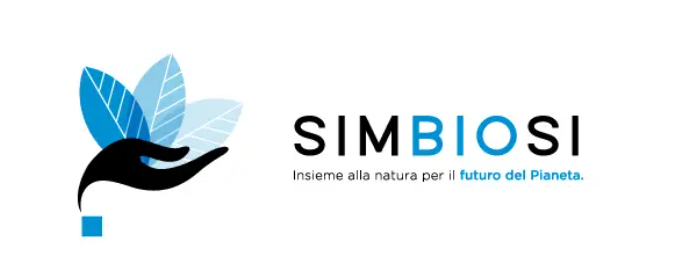 SIMBIOSI
Insieme alla natura per il futuro del Pianeta.